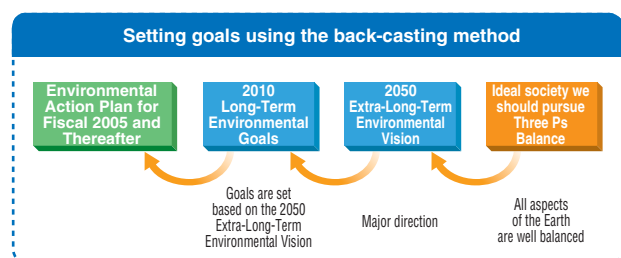 Setting goals using the back-casting method
Environmental
Action Plan for
Fiscal 2005 and
Thereafter
2010
Long-Term
Environmental
Goals
2050
Extra-Long-Term
Environmental
Vision
Ideal society we
should pursue
Three Ps
Balance
Goals are set
based on the 2050
Extra-Long-Term
Environmental Vision
Major direction
All aspects
of the Earth
are well balanced